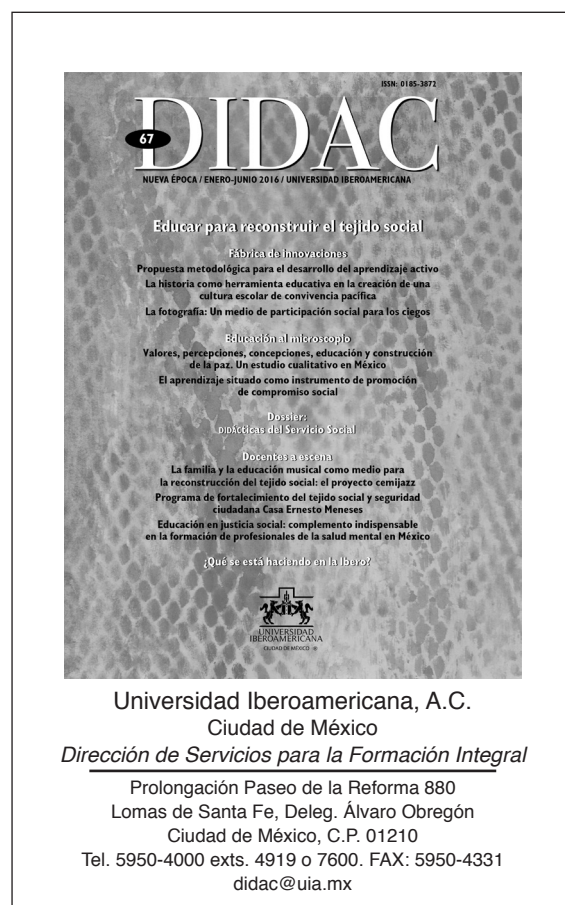 ISSN: 0185-3872
DIDAC
67
NUEVA ÉPOCA / ENERO-JUNIO 2016 / UNIVERSIDAD IBEROAMERICANA
Educar para reconstruir el tejido social
Fábrica de innovaciones
Propuesta metodológica para el desarrollo del aprendizaje activo
La historia como herramienta educativa en la creación de una
cultura escolar de convivencia pacífica
La fotografía: Un medio de participación social para los ciegos
Educación al microscopio
Valores, percepciones, concepciones, educación y construcción
de la paz. Un estudio cualitativo en México
El aprendizaje situado como instrumento de promoción
de compromiso social
Dossier:
DIDÁCticas del Servicio Social
Docentes a escena
La familia y la educación musical como medio para
la reconstrucción del tejido social: el proyecto cemijazz
Programa de fortalecimiento del tejido social y seguridad
ciudadana Casa Ernesto Meneses
Educación en justicia social: complemento indispensable
en la formación de profesionales de la salud mental en México
¿Qué se está haciendo en la Ibero?
UNIVERSIDAD
IBEROAMERICANA
CIUDAD DE MÉXICO ®
Universidad Iberoamericana, A.C.
Ciudad de México
Dirección de Servicios para la Formación Integral
Prolongación Paseo de la Reforma 880
Lomas de Santa Fe, Deleg. Álvaro Obregón
Ciudad de México, C.P. 01210
Tel. 5950-4000 exts. 4919 o 7600. FAX: 5950-4331
didac@uia.mx